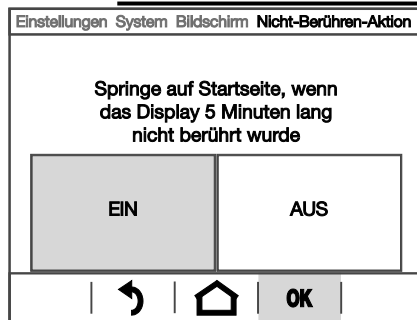 Einstellungen System Bildschirm Nicht-Berühren-Aktion
Springe auf Startseite, wenn
das Display 5 Minuten lang
nicht berührt wurde
EIN AUS
OK